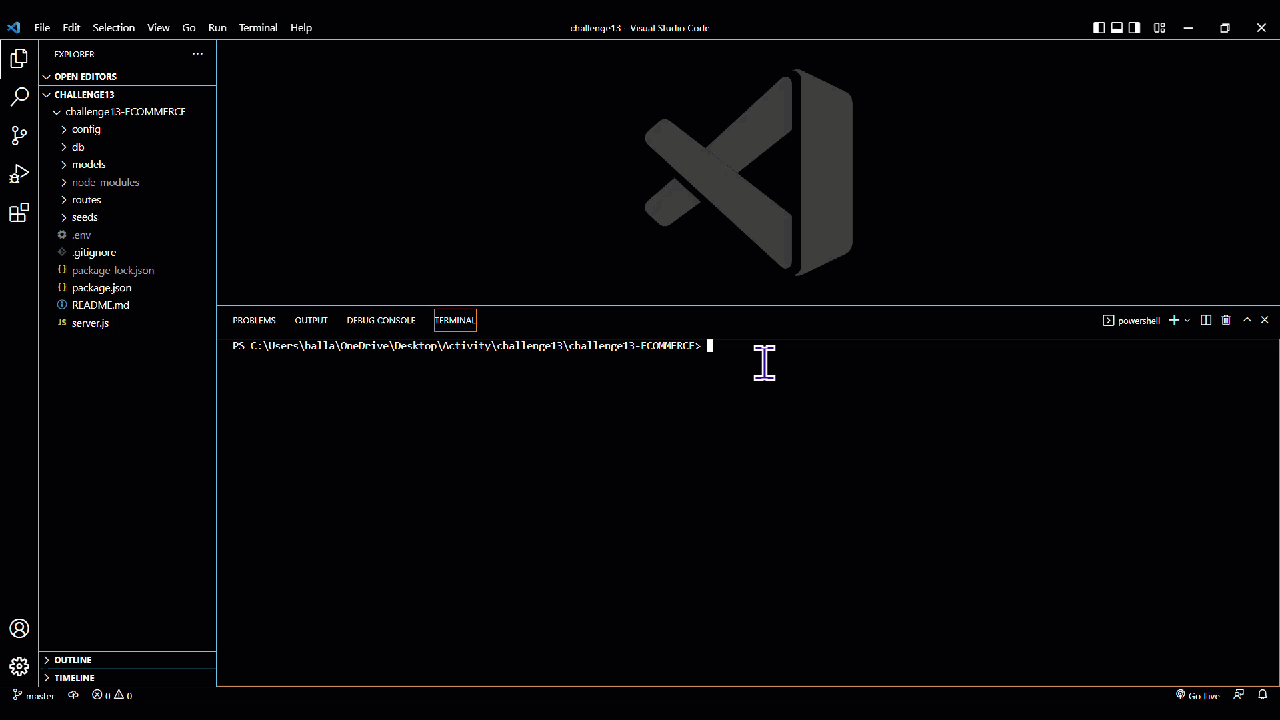 File Edit Selection View Go Run Terminal Help
challenge13 - Visual Studio Code
EXPLORER
OPEN EDITORS
CHALLENGE13
challenge13-ECOMMERCE
config
db
models
node_modules
routes
seeds
.env
.gitignore
package-lock.json
package.json
README.md
server.js
OUTLINE
TIMELINE
PROBLEMS OUTPUT DEBUG CONSOLE TERMINAL
powershell
PS C:\Users\balla\OneDrive\Desktop\Activity\challenge13\challenge13-ECOMMERCE>
master 0 0
Go Live